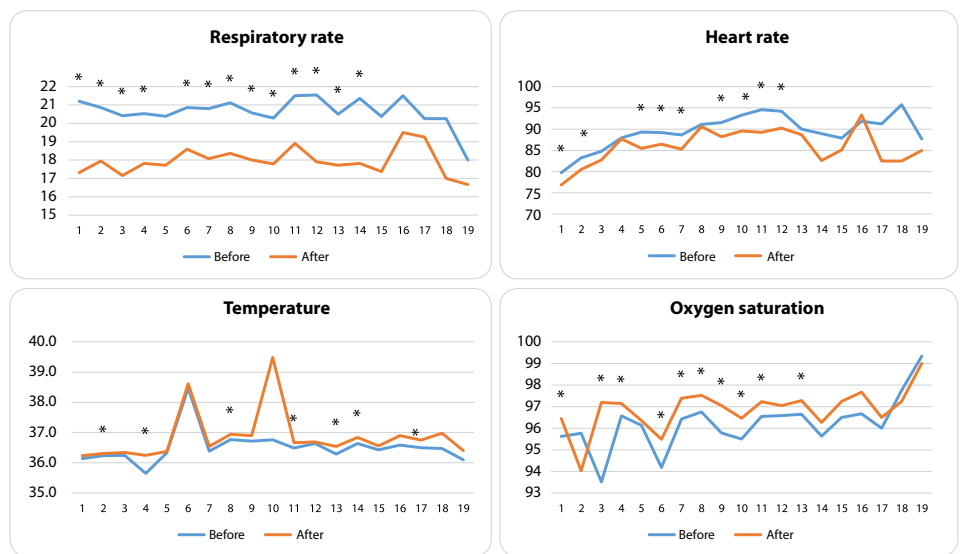 Respiratory rate
* * * * * * * * * * * * * *
22
21
20
19
18
17
16
15
1 2 3 4 5 6 7 8 9 10 11 12 13 14 15 16 17 18 19
Before After
Heart rate
* * * * * * * * *
100
95
90
85
80
75
70
1 2 3 4 5 6 7 8 9 10 11 12 13 14 15 16 17 18 19
Before After
Temperature
* * * * * * *
40.0
39.0
38.0
37.0
36.0
35.0
1 2 3 4 5 6 7 8 9 10 11 12 13 14 15 16 17 18 19
Before After
Oxygen saturation
* * * * * * * * * *
100
99
98
97
96
95
94
93
1 2 3 4 5 6 7 8 9 10 11 12 13 14 15 16 17 18 19
Before After